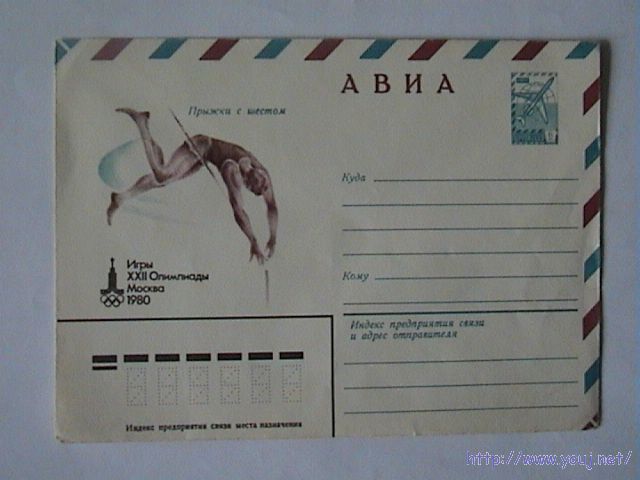 АВИА
Прыжки с шестом
Куда
Игры
XXII Олимпиады
Москва
1980
Кому
Индекс предприятия связи
и адрес отправителя
Индекс предприятия связи места назначения
http://www.youj.net/